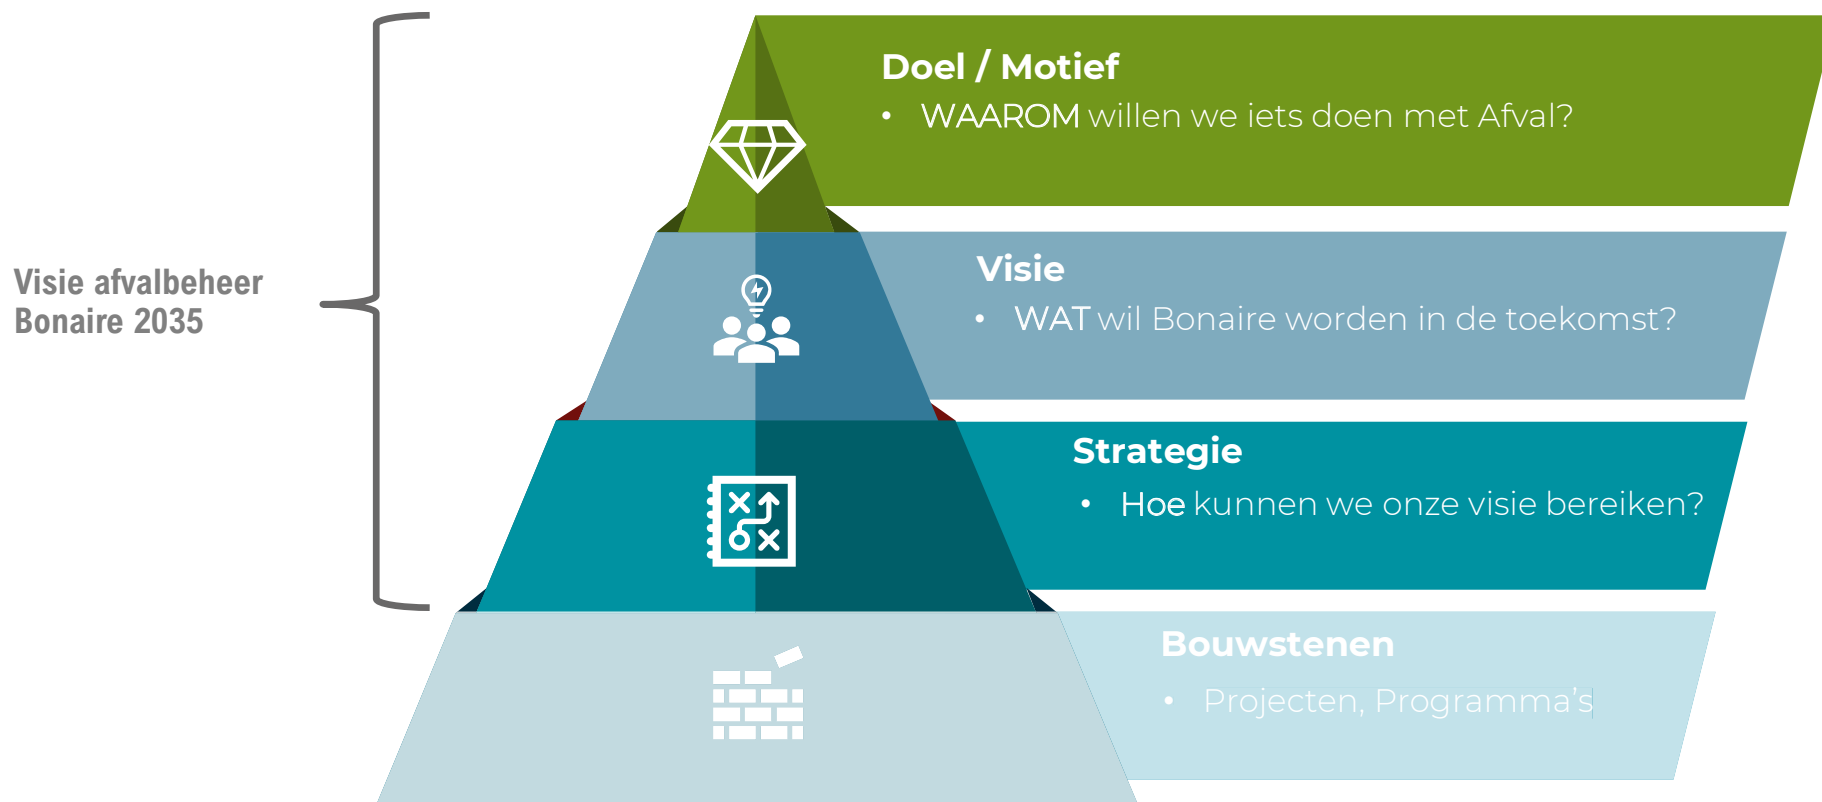 Doel / Motief
• WAAROM willen we iets doen met Afval?
Visie
• WAT wil Bonaire worden in de toekomst?
Visie afvalbeheer
Bonaire 2035
Strategie
• Hoe kunnen we onze visie bereiken?
Bouwstenen
• Projecten, Programma's